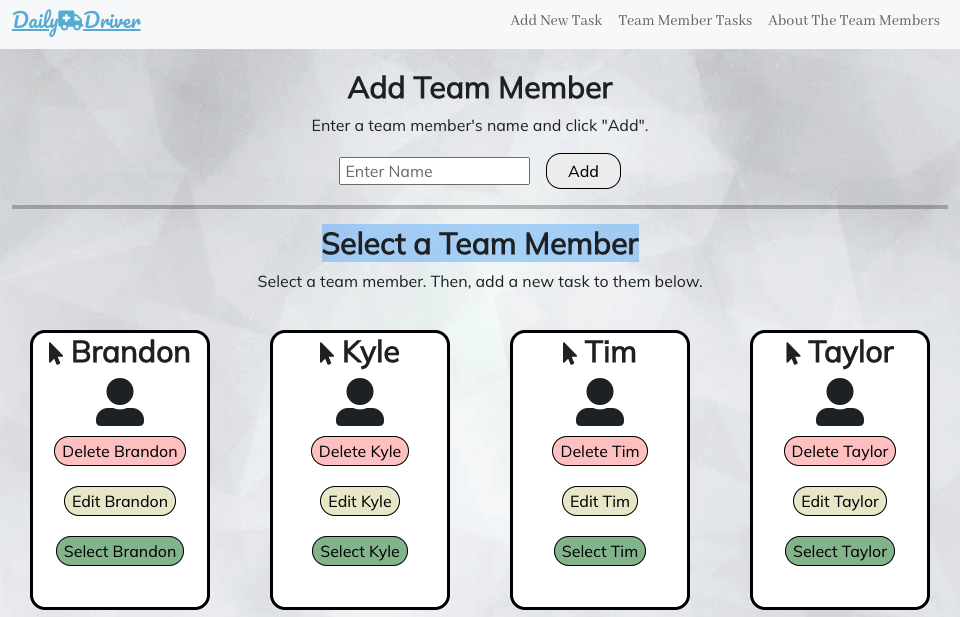 Daily Driver
Add New Task Team Member Tasks About The Team Members
Add Team Member
Enter a team member's name and click "Add".
Enter Name Add
Select a Team Member
Select a team member. Then, add a new task to them below.
Brandon Kyle Tim Taylor
Delete Brandon Delete Kyle Delete Tim Delete Taylor
Edit Brandon Edit Kyle Edit Tim Edit Taylor
Select Brandon Select Kyle Select Tim Select Taylor